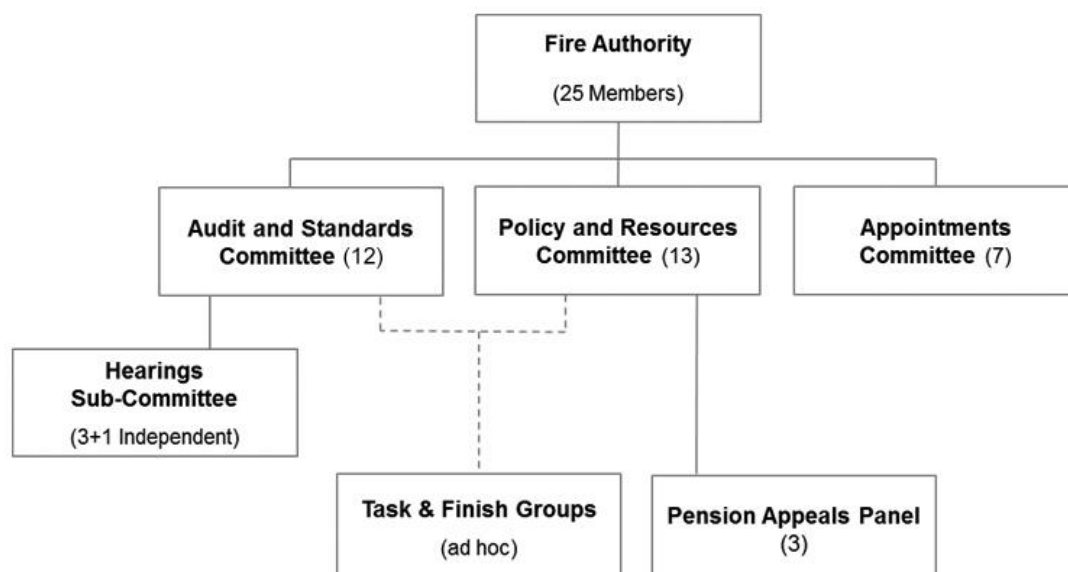 Fire Authority
(25 Members)
Audit and Standards
Committee (12)
Policy and Resources
Committee (13)
Appointments
Committee (7)
Hearings
Sub-Committee
(3+1 Independent)
Task & Finish Groups
(ad hoc)
Pension Appeals Panel
(3)